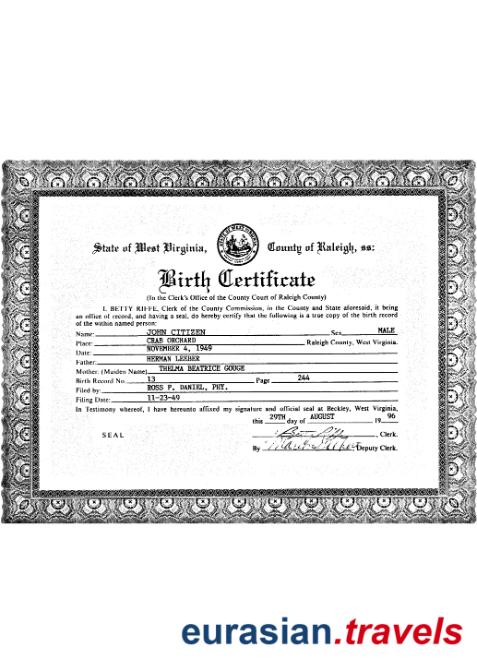 State of West Virginia, County of Raleigh, ss:
Birth Certificate
(In the Clerk's Office of the County Court of Raleigh County)
I, BETTY RIFFE, Clerk of the County Commission, in the County and State aforesaid, it being
an office of record, and having a seal, do hereby certify that the following is a true copy of the birth record
of the within named person:
Name: JOHN CITIZEN Sex MALE
Place: CRAB ORCHARD Raleigh County, West Virginia.
Date: NOVEMBER 4, 1949
Father: HERMAN LEEBER
Mother: (Maiden Name) THELMA BEATRICE GOUGE
Birth Record No. 13 Page 244
Filed by: ROSS P. DANIEL, PHY.
Filing Date: 11-23-49
In Testimony whereof, I have hereunto affixed my signature and official seal at Beckley, West Virginia,
this 29TH day of AUGUST, 19 96
SEAL
, Clerk.
By Deputy Clerk.
eurasian.travels